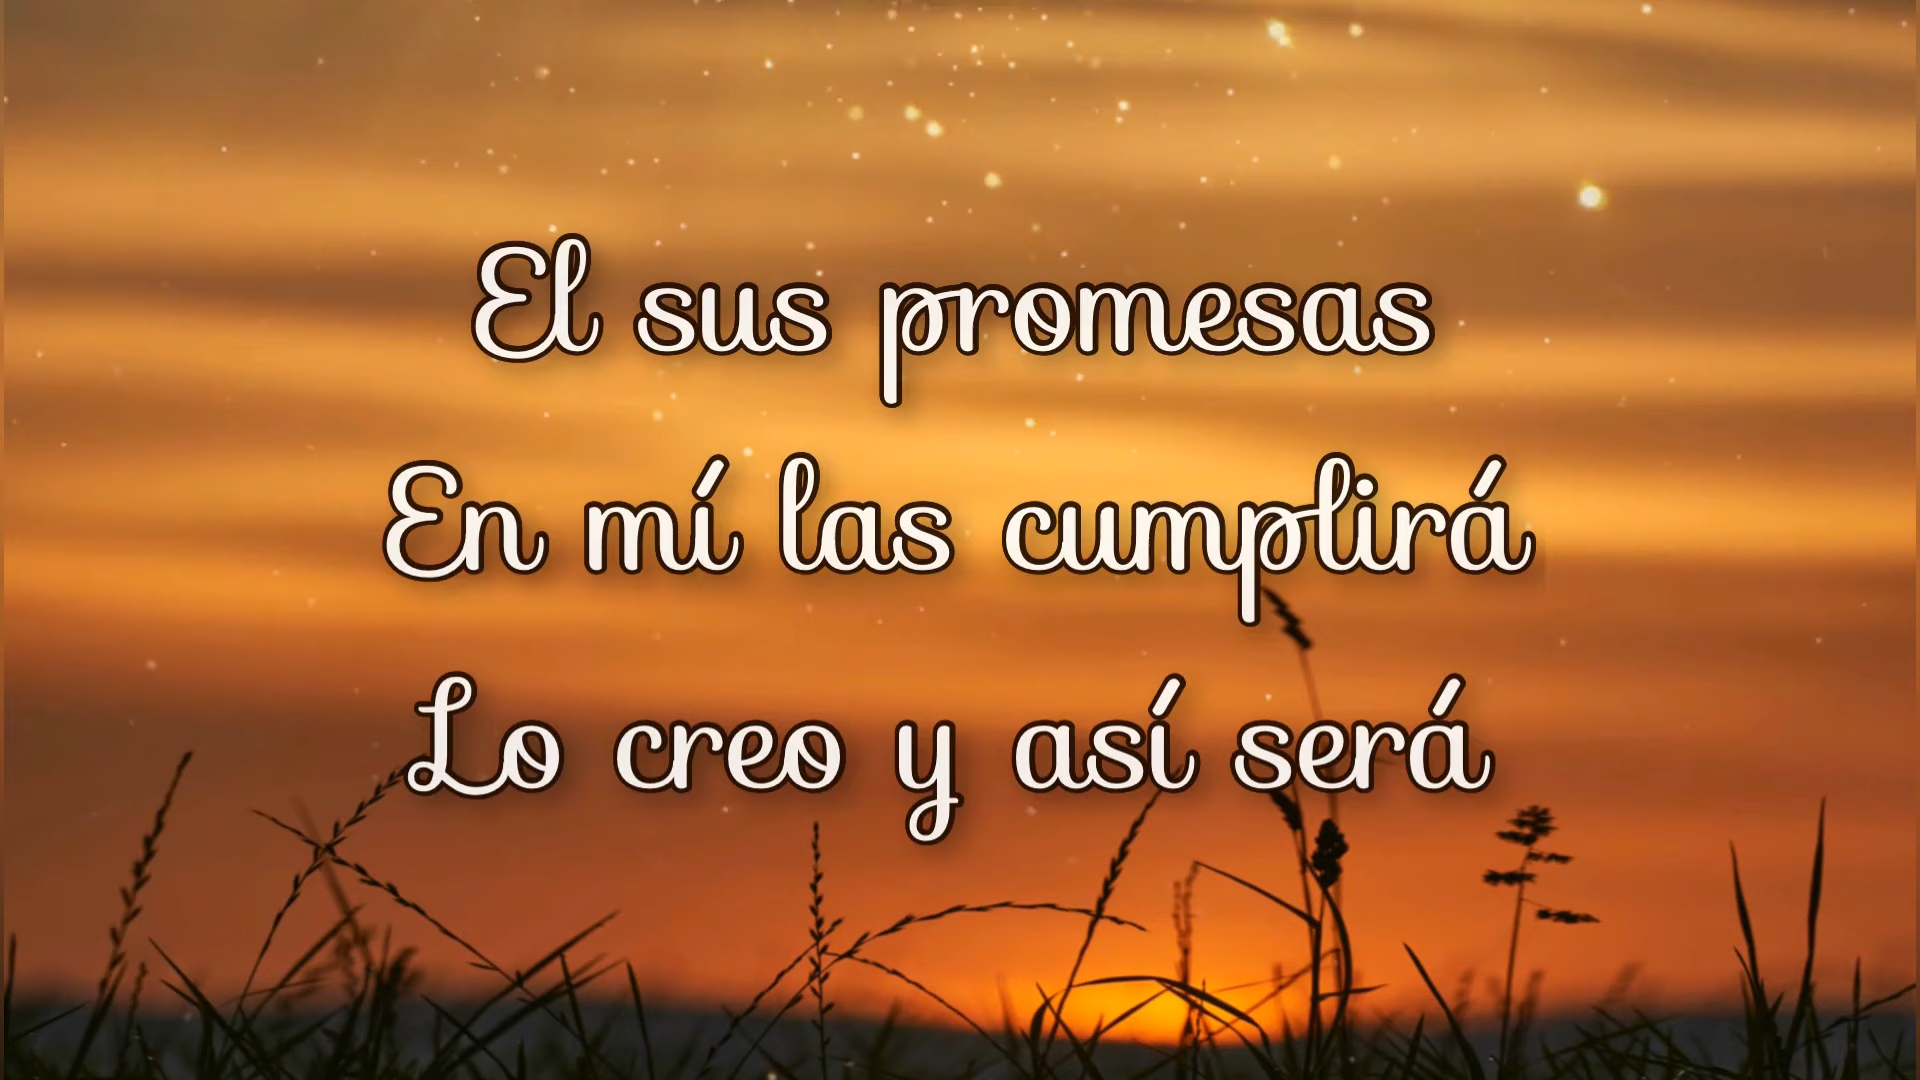 El sus promesas
En mí las cumplirá
Lo creo y así será